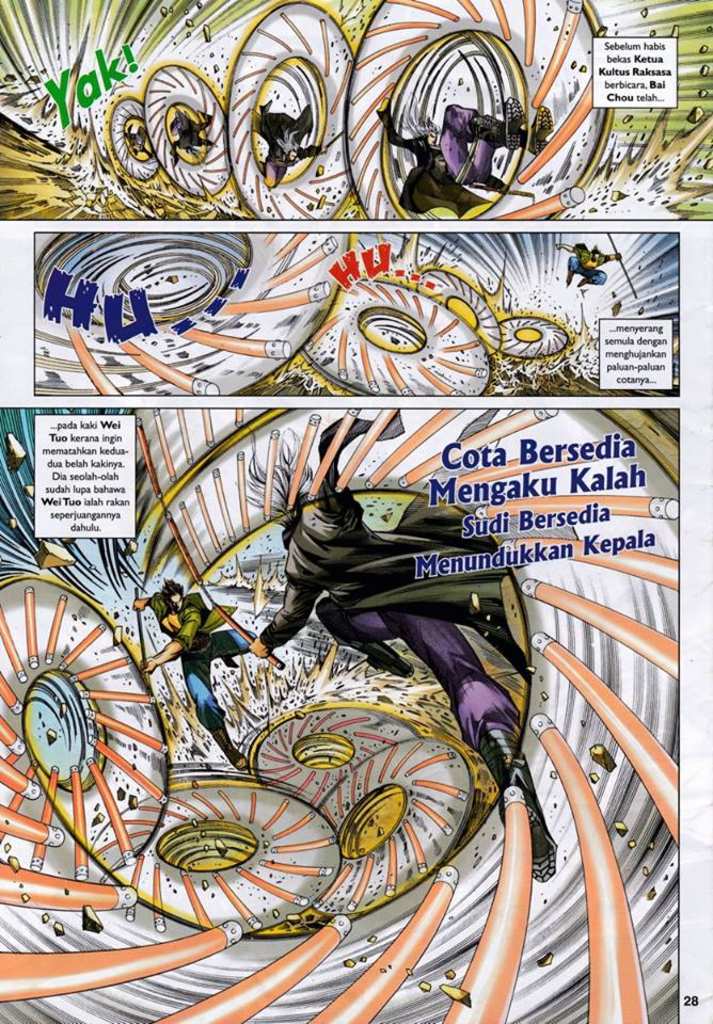 Yak!
Sebelum habis
bekas Ketua
Kultus Raksasa
berbicara, Bai
Chou telah...
HU...
HU...
...menyerang
semula dengan
menghujankan
paluan-paluan
cotanya...
...pada kaki Wei
Tuo kerana ingin
mematahkan kedua-
dua belah kakinya.
Dia seolah-olah
sudah lupa bahawa
Wei Tuo ialah rakan
seperjuangannya
dahulu.
Cota Bersedia
Mengaku Kalah
Sudi Bersedia
Menundukkan Kepala
28